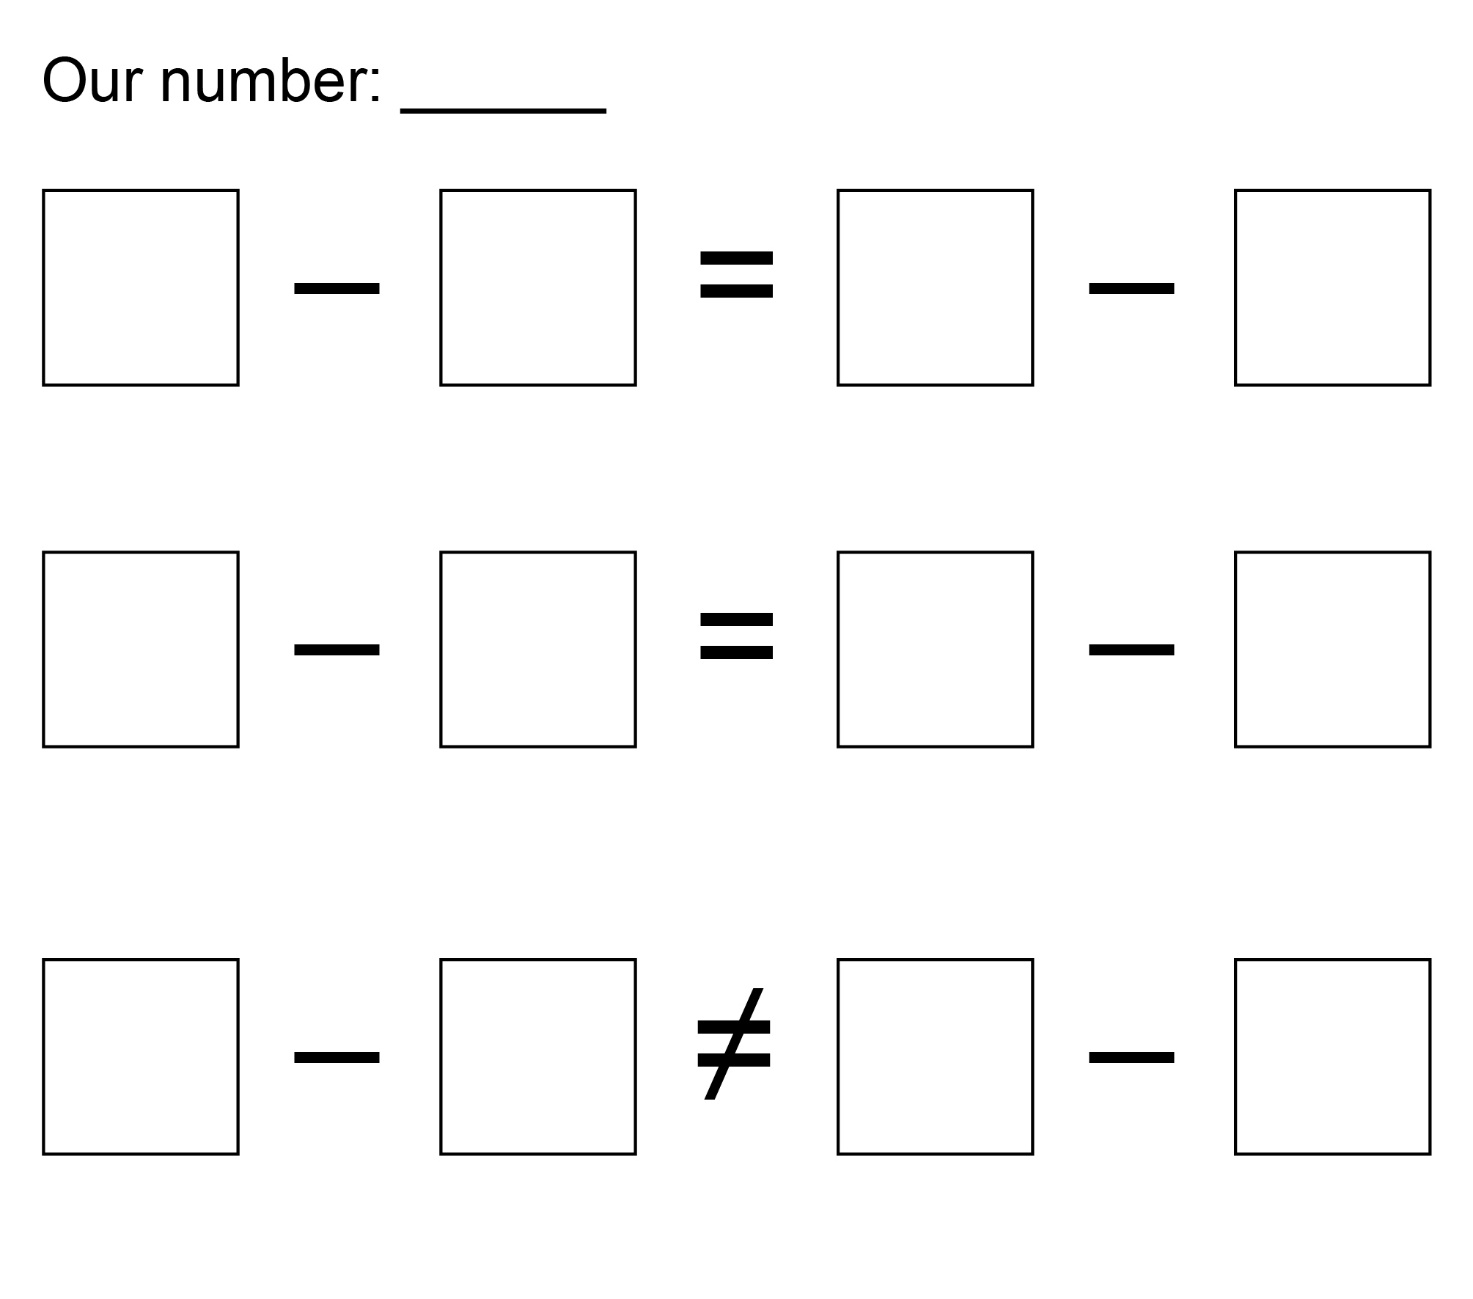 Our number: ______
– =  –
– =  –
– ≠  –